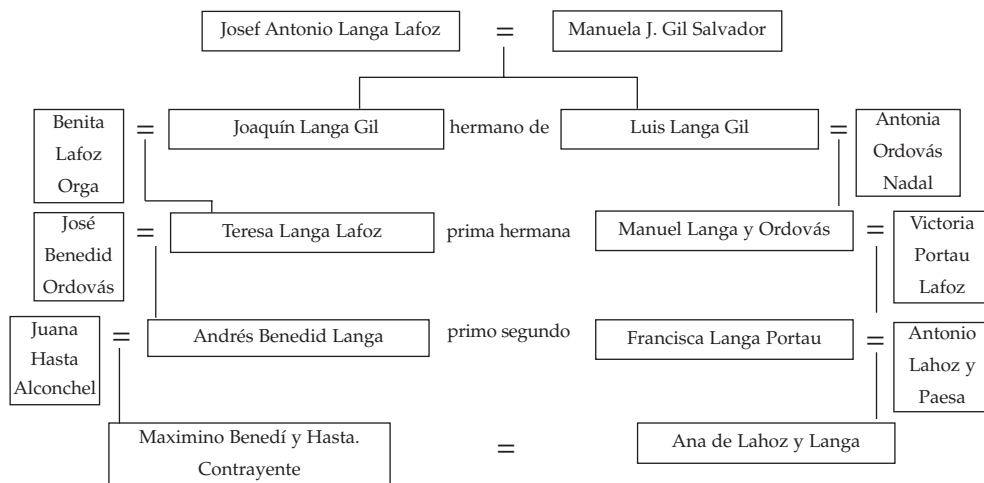 Josef Antonio Langa Lafoz = Manuela J. Gil Salvador
Benita
Lafoz
Orga
= Joaquín Langa Gil hermano de Luis Langa Gil =
Antonia
Ordovás
Nadal
José
Benedid
Ordovás
= Teresa Langa Lafoz prima hermana Manuel Langa y Ordovás =
Victoria
Portau
Lafoz
Juana
Hasta
Alconchel
= Andrés Benedid Langa primo segundo Francisca Langa Portau =
Antonio
Lahoz y
Paesa
Maximino Benedí y Hasta.
Contrayente
= Ana de Lahoz y Langa